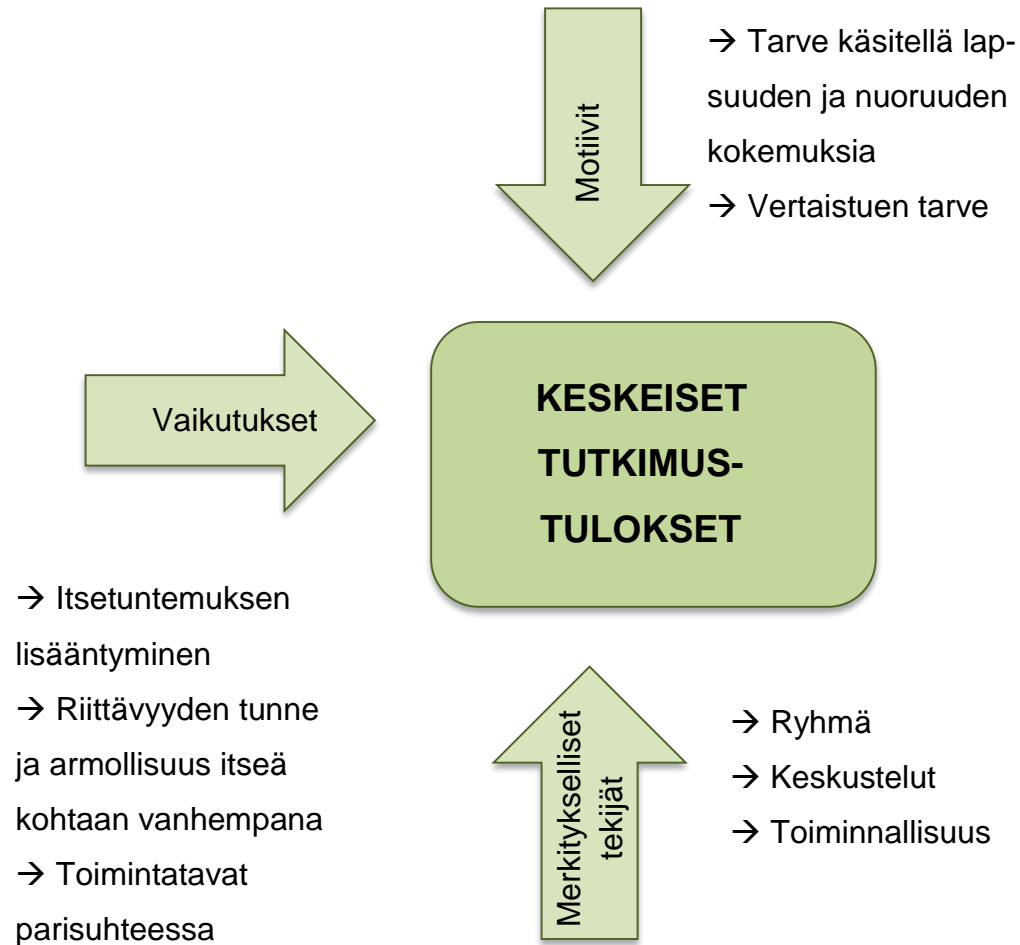 Motiivit
→ Tarve käsitellä lap-
suuden ja nuoruuden
kokemuksia
→ Vertaistuen tarve
Vaikutukset
KESKEISET
TUTKIMUS-
TULOKSET
→ Itsetuntemuksen
lisääntyminen
→ Riittävyyden tunne
ja armollisuus itseä
kohtaan vanhempana
→ Toimintatavat
parisuhteessa
Merkitykselliset
tekijät
→ Ryhmä
→ Keskustelut
→ Toiminnallisuus